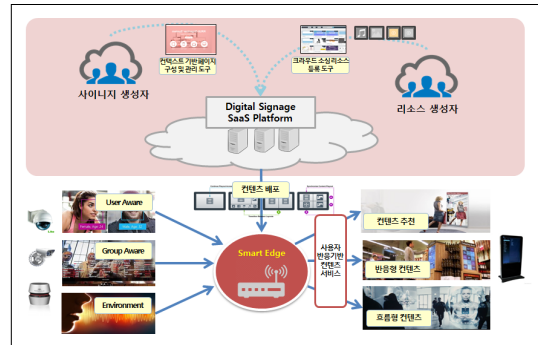 컨텍스트 기반 페이지
구성 및 관리 도구
크라우드 소싱 리소스
등록 도구
사이니지 생성자
리소스 생성자
Digital Signage
SaaS Platform
컨텐츠 배포
User Aware
Group Aware
Environment
Smart Edge
사용자
반응기반
컨텐츠
서비스
컨텐츠 추천
반응형 컨텐츠
흐름형 컨텐츠